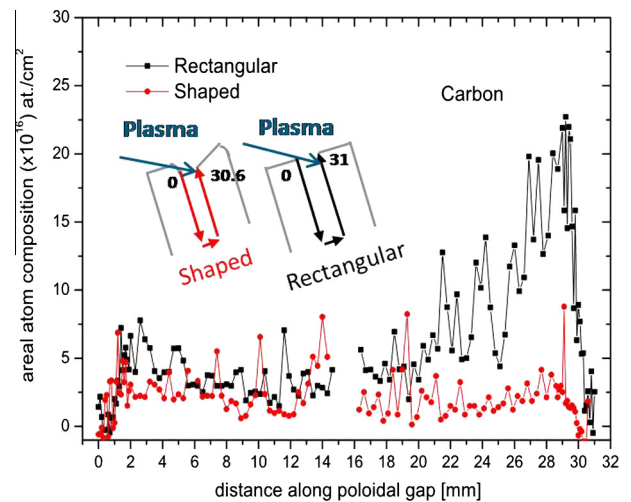 areal atom composition (x10¹⁶) at./cm²
30
25
20
15
10
5
0
Rectangular
Shaped
Carbon
Plasma
Plasma
0
30.6
0
31
Shaped
Rectangular
0 2 4 6 8 10 12 14 16 18 20 22 24 26 28 30 32
distance along poloidal gap [mm]